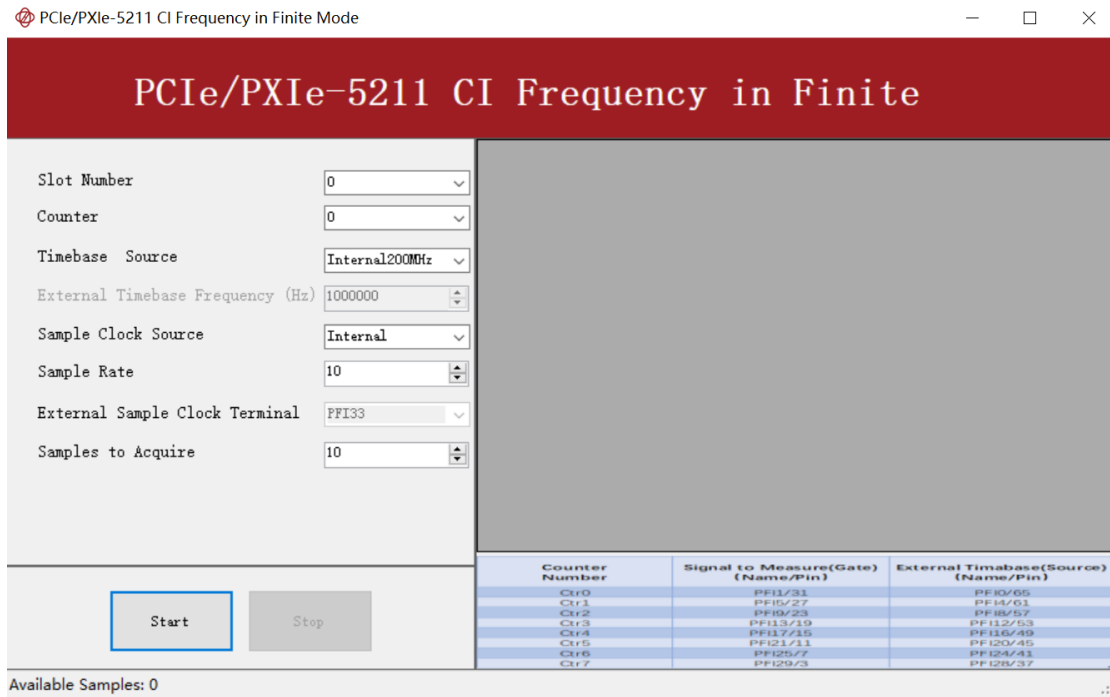 PCIe/PXIe-5211 CI Frequency in Finite Mode
PCIe/PXIe-5211 CI Frequency in Finite
Slot Number 0
Counter 0
Timebase Source Internal200MHz
External Timebase Frequency (Hz) 1000000
Sample Clock Source Internal
Sample Rate 10
External Sample Clock Terminal PFI33
Samples to Acquire 10
Start Stop
Counter Number Signal to Measure(Gate) (Name/Pin) External Timabase(Source) (Name/Pin)
Ctr0 PFI1/31 PFI0/65
Ctr1 PFI5/27 PFI4/61
Ctr2 PFI9/23 PFI8/57
Ctr3 PFI13/19 PFI12/53
Ctr4 PFI17/15 PFI16/49
Ctr5 PFI21/11 PFI20/45
Ctr6 PFI25/7 PFI24/41
Ctr7 PFI29/3 PFI28/37
Available Samples: 0